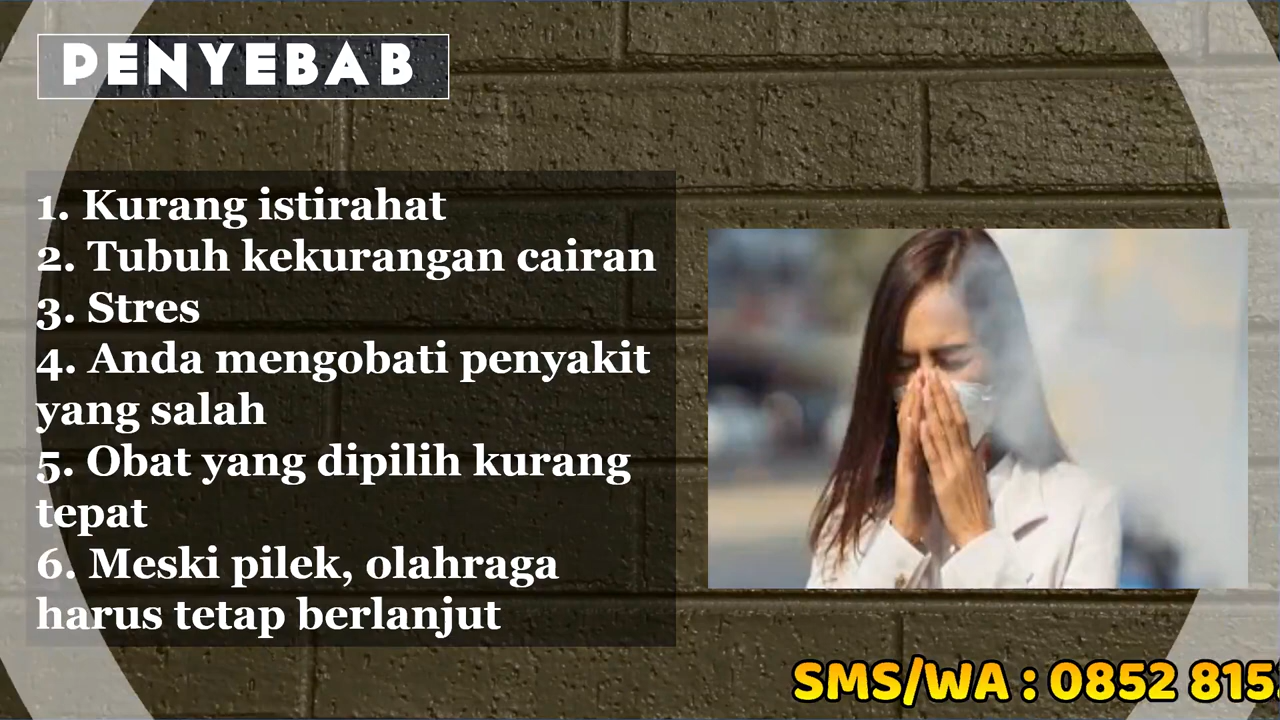 PENYEBAB
1. Kurang istirahat
2. Tubuh kekurangan cairan
3. Stres
4. Anda mengobati penyakit
yang salah
5. Obat yang dipilih kurang
tepat
6. Meski pilek, olahraga
harus tetap berlanjut
SMS/WA : 0852 815